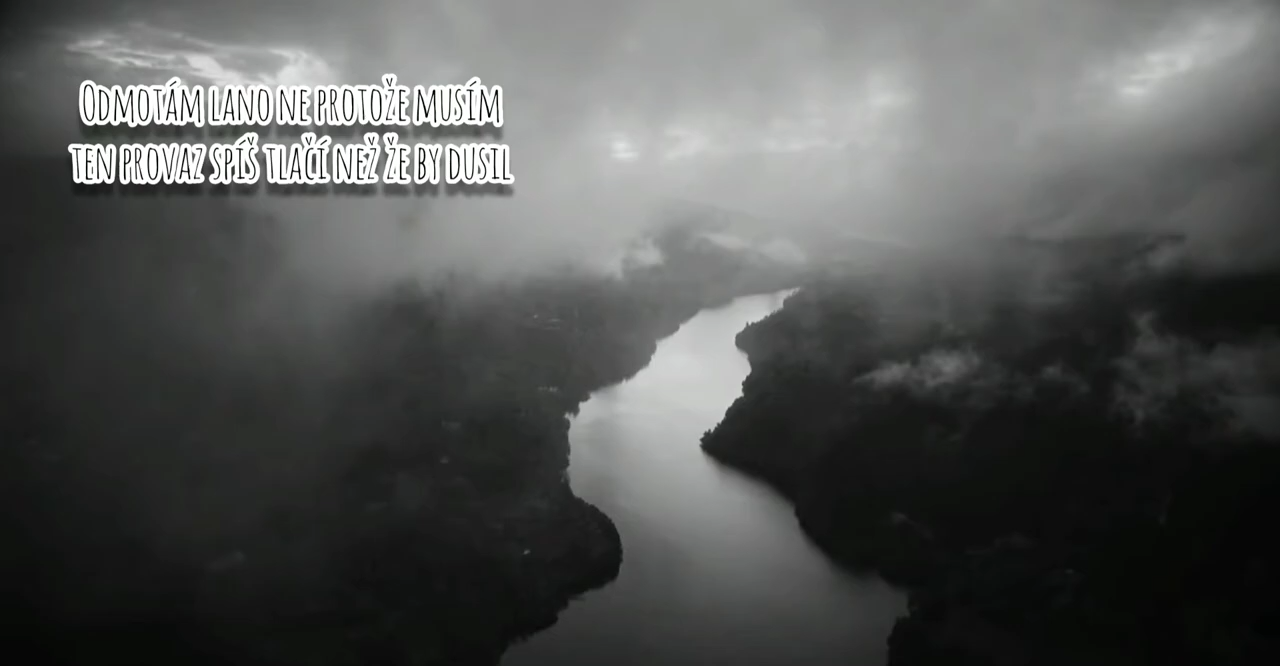 Odmotám lano ne protože musím
ten provaz spíš tlačí než že by dusil